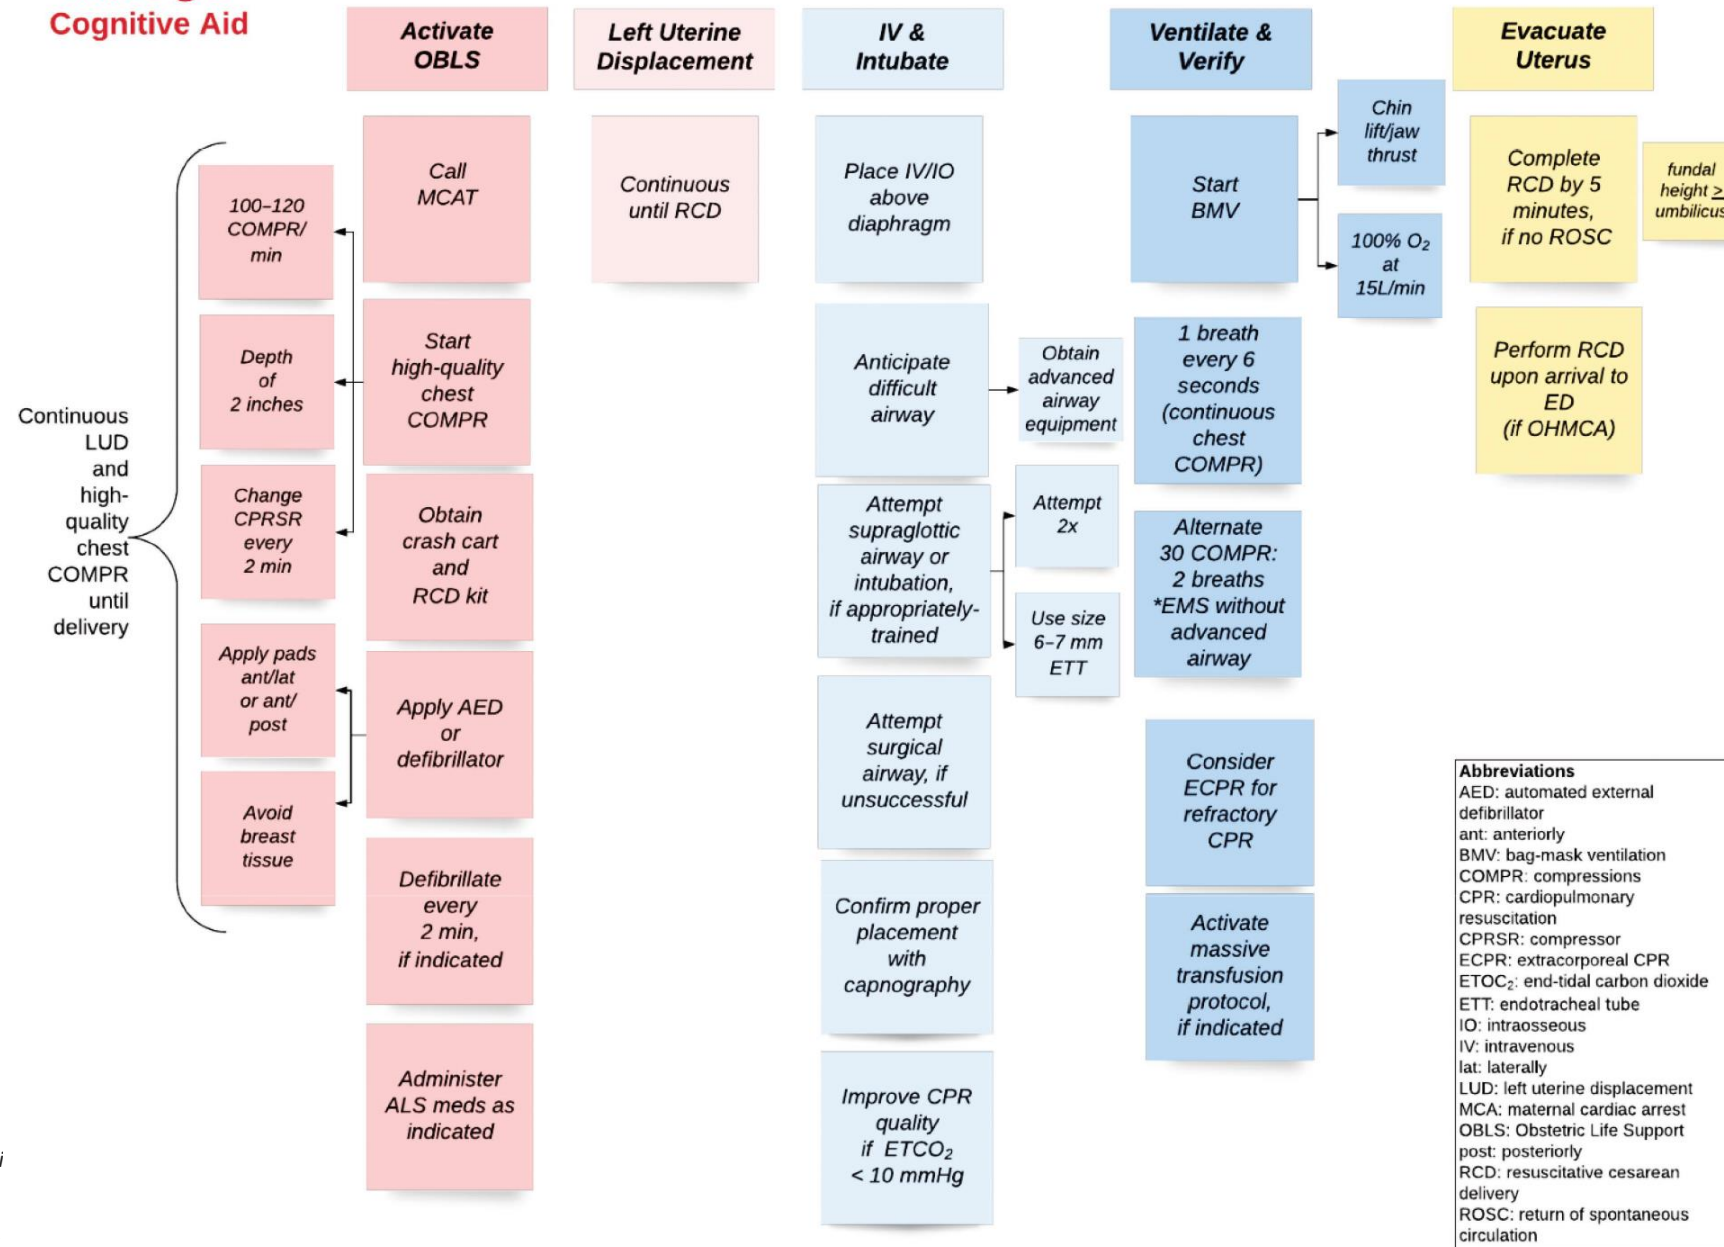 Cognitive Aid
Activate
OBLS
Left Uterine
Displacement
IV &
Intubate
Ventilate &
Verify
Evacuate
Uterus
Continuous
LUD
and
high-
quality
chest
COMPR
until
delivery
100–120
COMPR/
min
Depth
of
2 inches
Change
CPRSR
every
2 min
Apply pads
ant/lat
or ant/
post
Avoid
breast
tissue
Call
MCAT
Start
high-quality
chest
COMPR
Obtain
crash cart
and
RCD kit
Apply AED
or
defibrillator
Defibrillate
every
2 min,
if indicated
Administer
ALS meds as
indicated
Continuous
until RCD
Place IV/IO
above
diaphragm
Anticipate
difficult
airway
Obtain
advanced
airway
equipment
Attempt
supraglottic
airway or
intubation,
if appropriately-
trained
Attempt
2x
Use size
6–7 mm
ETT
Attempt
surgical
airway, if
unsuccessful
Confirm proper
placement
with
capnography
Improve CPR
quality
if ETCO₂
< 10 mmHg
Start
BMV
Chin
lift/jaw
thrust
100% O₂
at
15L/min
1 breath
every 6
seconds
(continuous
chest
COMPR)
Alternate
30 COMPR:
2 breaths
*EMS without
advanced
airway
Consider
ECPR for
refractory
CPR
Activate
massive
transfusion
protocol,
if indicated
Complete
RCD by 5
minutes,
if no ROSC
fundal
height ≥
umbilicus
Perform RCD
upon arrival to
ED
(if OHMCA)
Abbreviations
AED: automated external
defibrillator
ant: anteriorly
BMV: bag-mask ventilation
COMPR: compressions
CPR: cardiopulmonary
resuscitation
CPRSR: compressor
ECPR: extracorporeal CPR
ETOC₂: end-tidal carbon dioxide
ETT: endotracheal tube
IO: intraosseous
IV: intravenous
lat: laterally
LUD: left uterine displacement
MCA: maternal cardiac arrest
OBLS: Obstetric Life Support
post: posteriorly
RCD: resuscitative cesarean
delivery
ROSC: return of spontaneous
circulation